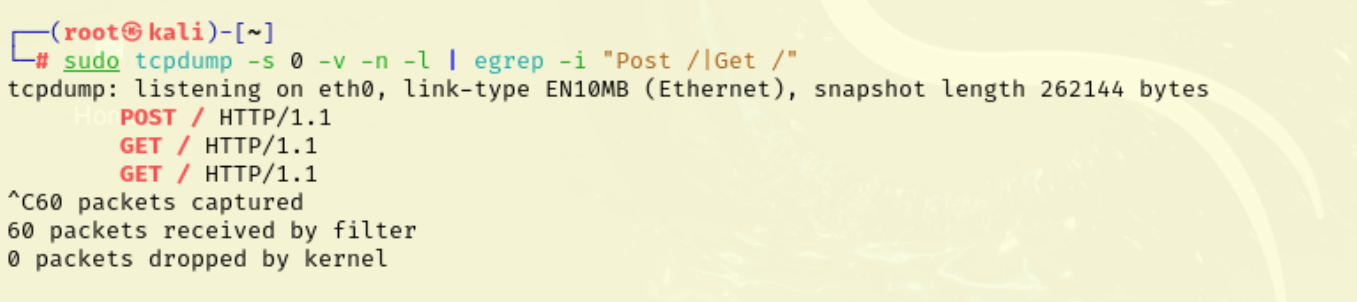 ┌──(root㉿kali)-[~]
└─# sudo tcpdump -s 0 -v -n -l | egrep -i "Post /|Get /"
tcpdump: listening on eth0, link-type EN10MB (Ethernet), snapshot length 262144 bytes
POST / HTTP/1.1
GET / HTTP/1.1
GET / HTTP/1.1
^C60 packets captured
60 packets received by filter
0 packets dropped by kernel